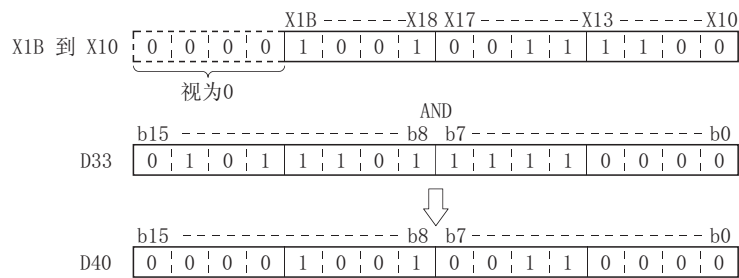 X1B X18 X17 X13 X10
X1B 到 X10 0 0 0 0 1 0 0 1 0 0 1 1 1 1 0 0
视为0
AND
b15 b8 b7 b0
D33 0 1 0 1 1 1 0 1 1 1 1 1 0 0 0 0
b15 b8 b7 b0
D40 0 0 0 0 1 0 0 1 0 0 1 1 0 0 0 0